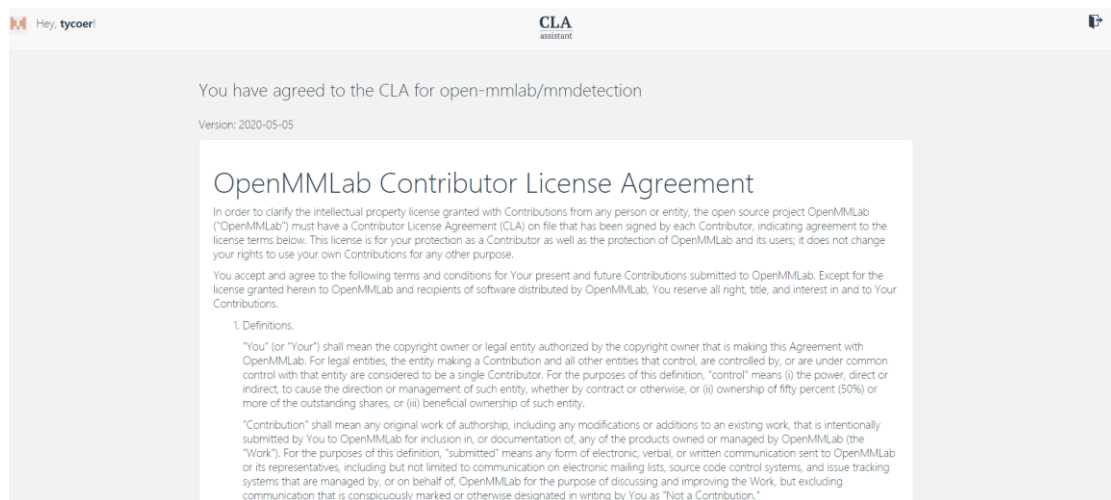 Hey, tycoer!
CLA
assistant
You have agreed to the CLA for open-mmlab/mmdetection
Version: 2020-05-05
OpenMMLab Contributor License Agreement
In order to clarify the intellectual property license granted with Contributions from any person or entity, the open source project OpenMMLab
("OpenMMLab") must have a Contributor License Agreement (CLA) on file that has been signed by each Contributor, indicating agreement to the
license terms below. This license is for your protection as a Contributor as well as the protection of OpenMMLab and its users; it does not change
your rights to use your own Contributions for any other purpose.
You accept and agree to the following terms and conditions for Your present and future Contributions submitted to OpenMMLab. Except for the
license granted herein to OpenMMLab and recipients of software distributed by OpenMMLab, You reserve all right, title, and interest in and to Your
Contributions.
1. Definitions.
"You" (or "Your") shall mean the copyright owner or legal entity authorized by the copyright owner that is making this Agreement with
OpenMMLab. For legal entities, the entity making a Contribution and all other entities that control, are controlled by, or are under common
control with that entity are considered to be a single Contributor. For the purposes of this definition, "control" means (i) the power, direct or
indirect, to cause the direction or management of such entity, whether by contract or otherwise, or (ii) ownership of fifty percent (50%) or
more of the outstanding shares, or (iii) beneficial ownership of such entity.
"Contribution" shall mean any original work of authorship, including any modifications or additions to an existing work, that is intentionally
submitted by You to OpenMMLab for inclusion in, or documentation of, any of the products owned or managed by OpenMMLab (the
"Work"). For the purposes of this definition, "submitted" means any form of electronic, verbal, or written communication sent to OpenMMLab
or its representatives, including but not limited to communication on electronic mailing lists, source code control systems, and issue tracking
systems that are managed by, or on behalf of, OpenMMLab for the purpose of discussing and improving the Work, but excluding
communication that is conspicuously marked or otherwise designated in writing by You as "Not a Contribution."